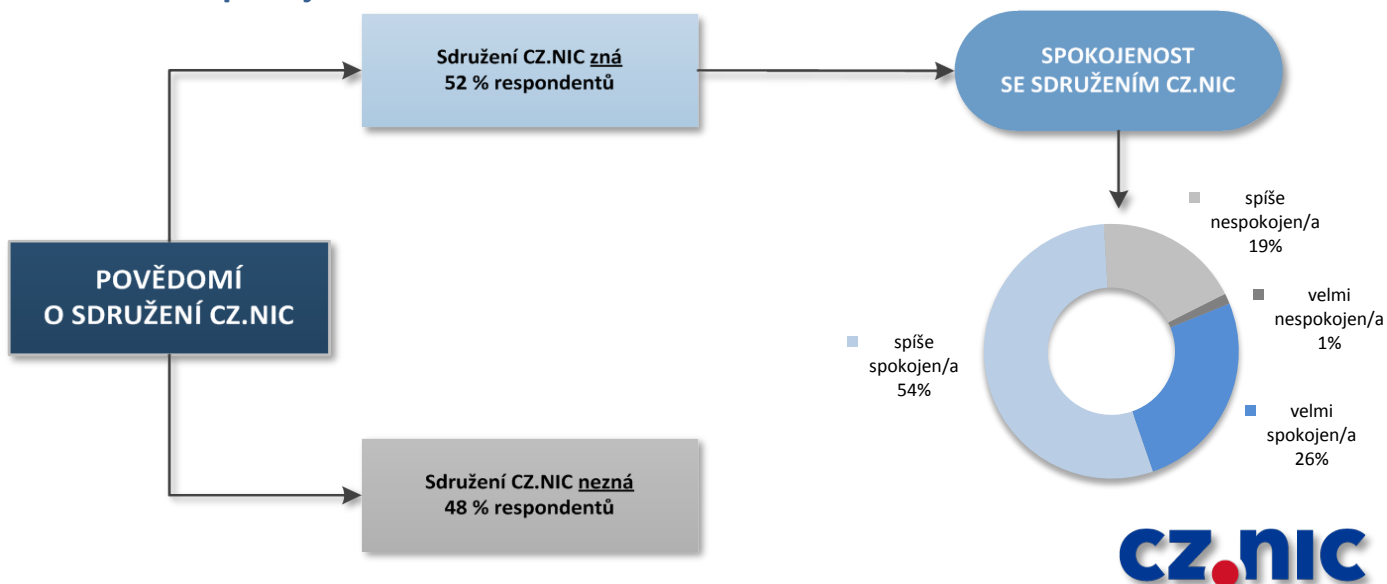 Sdružení CZ.NIC zná
52 % respondentů
SPOKOJENOST
SE SDRUŽENÍM CZ.NIC
POVĚDOMÍ
O SDRUŽENÍ CZ.NIC
spíše
nespokojen/a
19%
velmi
nespokojen/a
1%
spíše
spokojen/a
54%
velmi
spokojen/a
26%
Sdružení CZ.NIC nezná
48 % respondentů
cz.nic